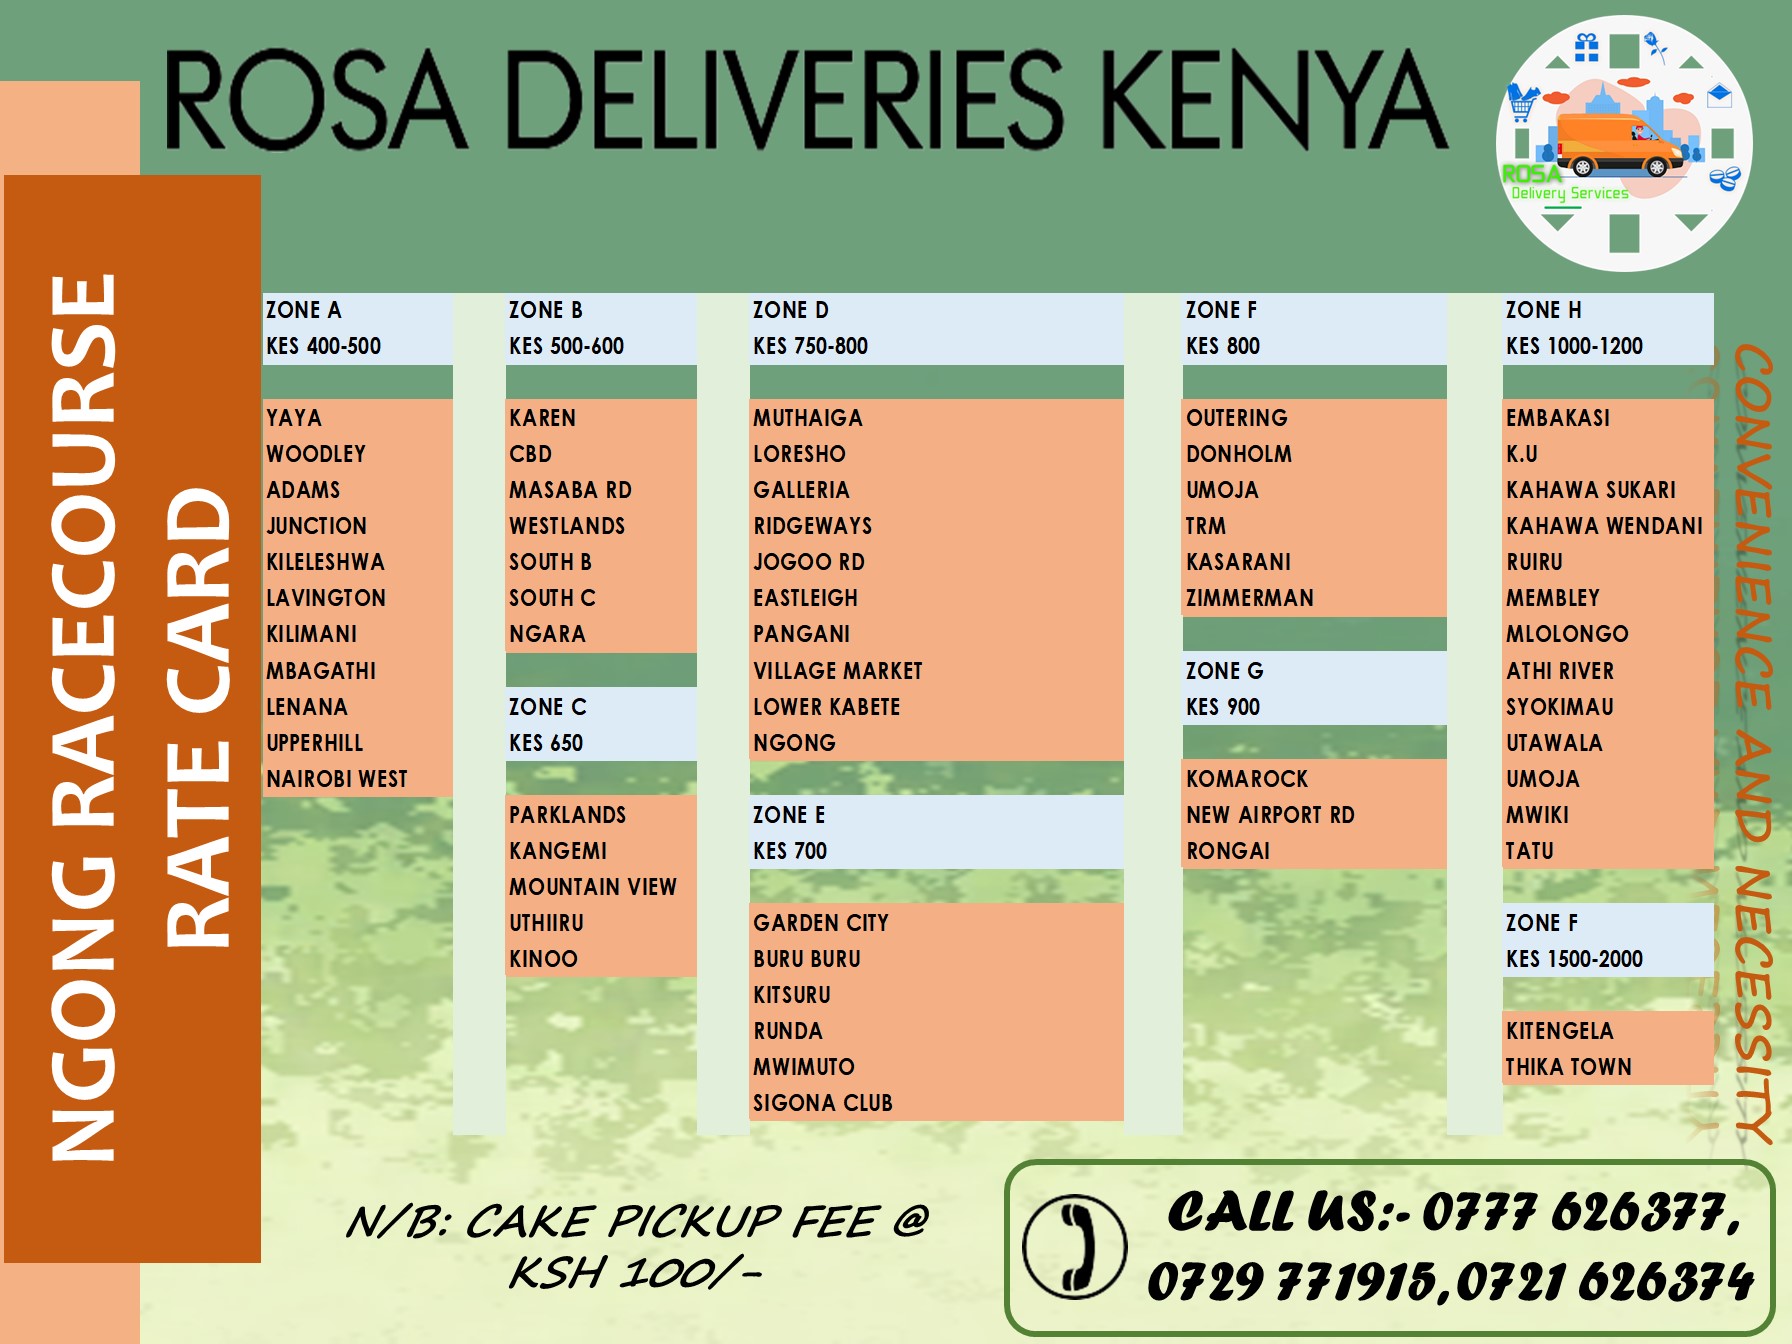 ROSA DELIVERIES KENYA
ROSA
Delivery Services
NGONG RACECOURSE
RATE CARD
ZONE A
KES 400-500
YAYA
WOODLEY
ADAMS
JUNCTION
KILELESHWA
LAVINGTON
KILIMANI
MBAGATHI
LENANA
UPPERHILL
NAIROBI WEST
ZONE B
KES 500-600
KAREN
CBD
MASABA RD
WESTLANDS
SOUTH B
SOUTH C
NGARA
ZONE C
KES 650
PARKLANDS
KANGEMI
MOUNTAIN VIEW
UTHIIRU
KINOO
ZONE D
KES 750-800
MUTHAIGA
LORESHO
GALLERIA
RIDGEWAYS
JOGOO RD
EASTLEIGH
PANGANI
VILLAGE MARKET
LOWER KABETE
NGONG
ZONE E
KES 700
GARDEN CITY
BURU BURU
KITSURU
RUNDA
MWIMUTO
SIGONA CLUB
ZONE F
KES 800
OUTERING
DONHOLM
UMOJA
TRM
KASARANI
ZIMMERMAN
ZONE G
KES 900
KOMAROCK
NEW AIRPORT RD
RONGAI
ZONE H
KES 1000-1200
EMBAKASI
K.U
KAHAWA SUKARI
KAHAWA WENDANI
RUIRU
MEMBLEY
MLOLONGO
ATHI RIVER
SYOKIMAU
UTAWALA
UMOJA
MWIKI
TATU
ZONE F
KES 1500-2000
KITENGELA
THIKA TOWN
CONVENIENCE AND NECESSITY
N/B: CAKE PICKUP FEE @
KSH 100/-
CALL US:- 0777 626377,
0729 771915,0721 626374